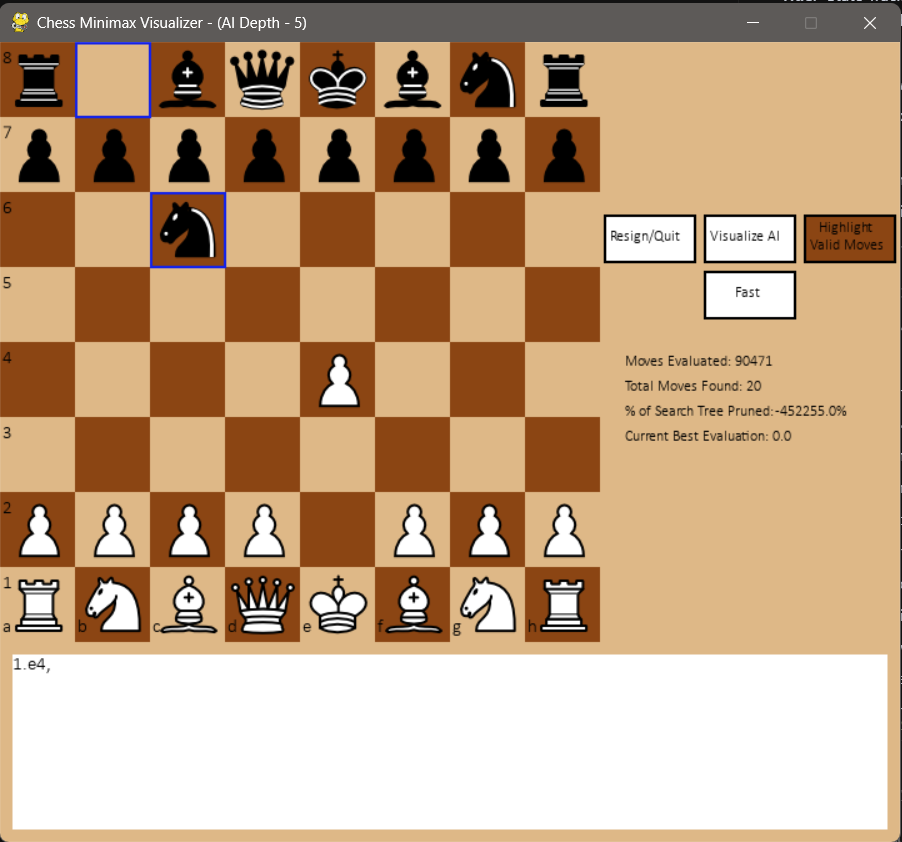 Chess Minimax Visualizer - (AI Depth - 5)
8
7
6
5
4
3
2
1
a b c d e f g h
Resign/Quit
Visualize AI
Highlight
Valid Moves
Fast
Moves Evaluated: 90471
Total Moves Found: 20
% of Search Tree Pruned:-452255.0%
Current Best Evaluation: 0.0
1.e4,